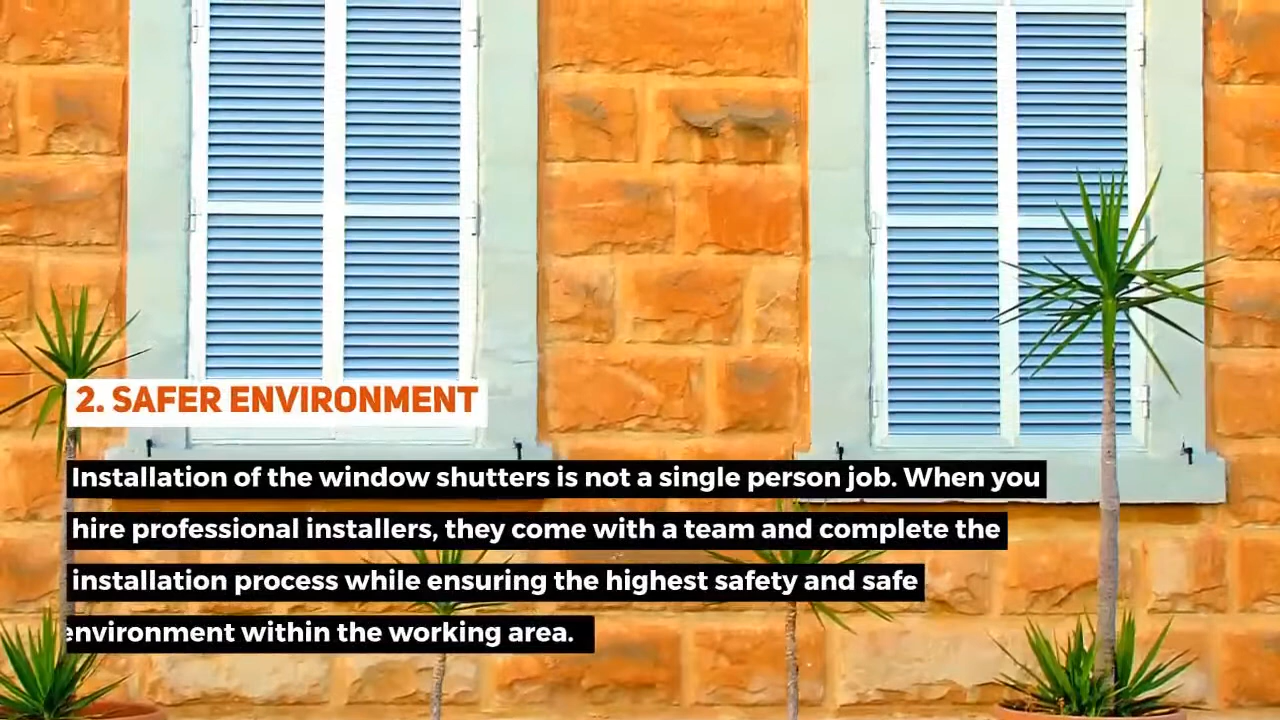 2. SAFER ENVIRONMENT
Installation of the window shutters is not a single person job. When you
hire professional installers, they come with a team and complete the
installation process while ensuring the highest safety and safe
environment within the working area.